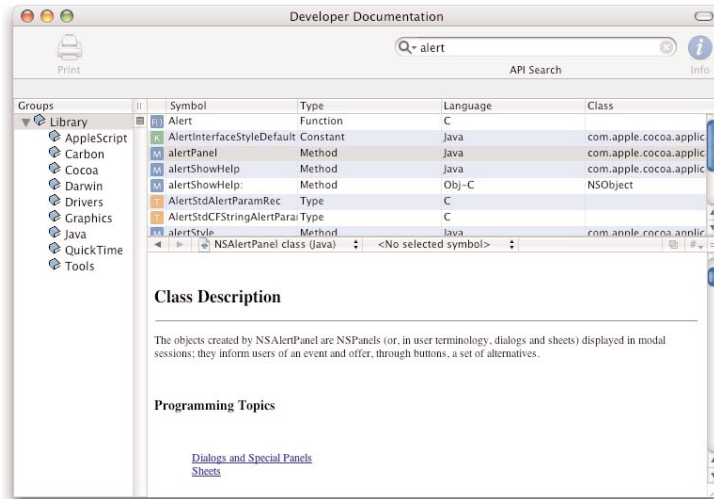 Developer Documentation
Print
alert
API Search
Info
Groups
Symbol Type Language Class
Library
AppleScript
Carbon
Cocoa
Darwin
Drivers
Graphics
Java
QuickTime
Tools
F() Alert Function C
K AlertInterfaceStyleDefault Constant Java com.apple.cocoa.applic
M alertPanel Method Java com.apple.cocoa.applic
M alertShowHelp Method Java com.apple.cocoa.applic
M alertShowHelp: Method Obj-C NSObject
T AlertStdAlertParamRec Type C
T AlertStdCFStringAlertParai Type C
M alertStyle Method Java com.apple.cocoa.applic
NSAlertPanel class (Java) <No selected symbol> #
Class Description
The objects created by NSAlertPanel are NSPanels (or, in user terminology, dialogs and sheets) displayed in modal
sessions; they inform users of an event and offer, through buttons, a set of alternatives.
Programming Topics
Dialogs and Special Panels
Sheets